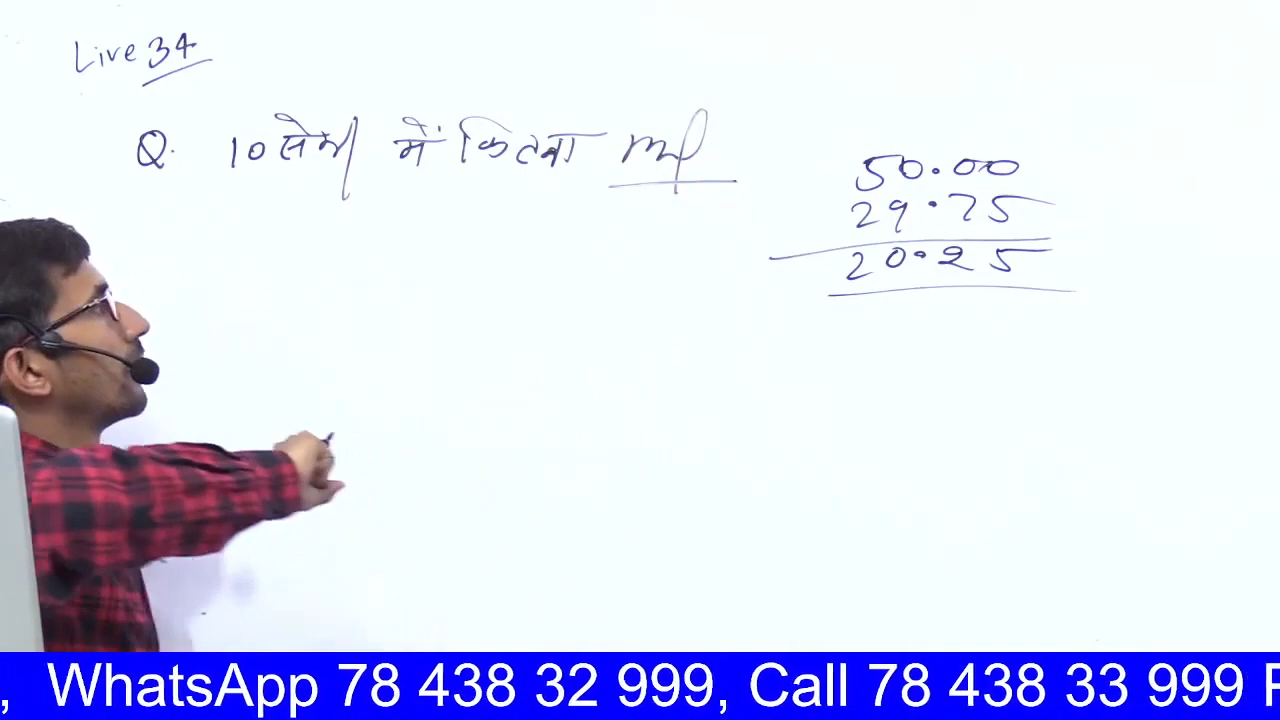 Live 34
Q. 10 सेमी में कितना ml
50.00
29.75
20.25
, WhatsApp 78 438 32 999, Call 78 438 33 999 F